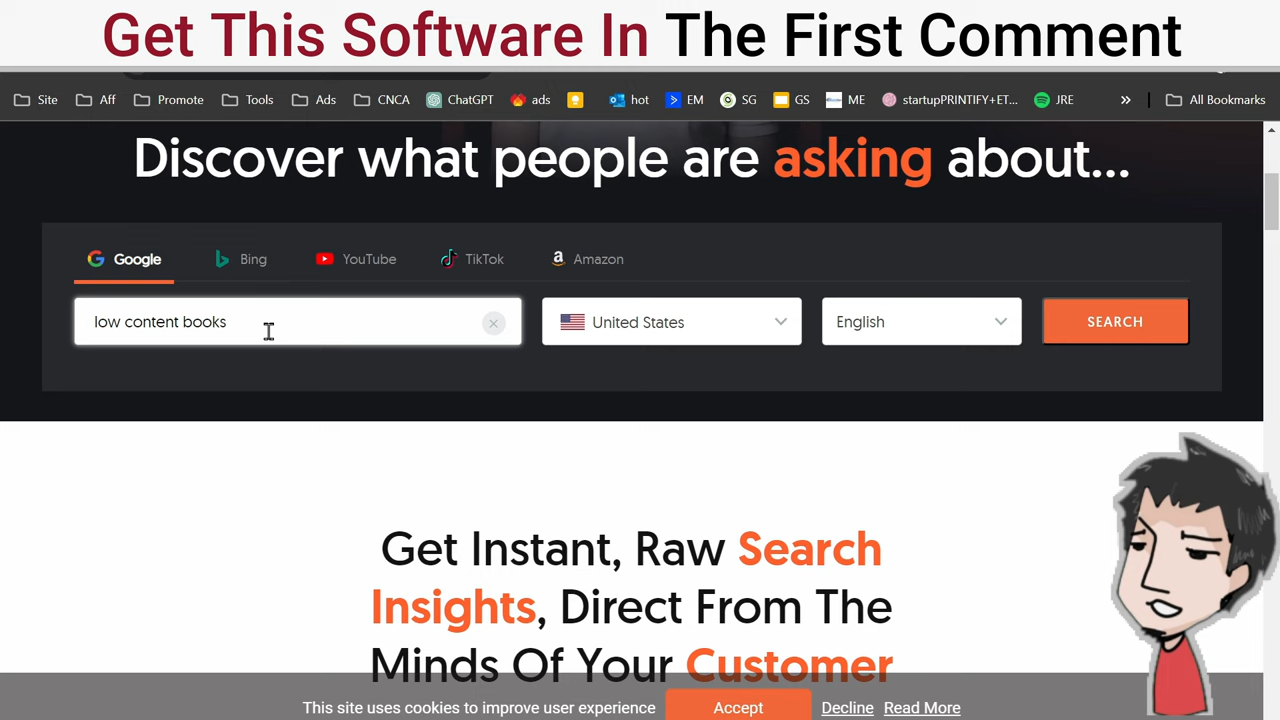 Get This Software In The First Comment
Site Aff Promote Tools Ads CNCA ChatGPT ads hot EM SG GS ME startupPRINTIFY+ET... JRE » All Bookmarks
Discover what people are asking about...
Google Bing YouTube TikTok Amazon
low content books United States English SEARCH
Get Instant, Raw Search
Insights, Direct From The
Minds Of Your Customer
This site uses cookies to improve user experience Accept Decline Read More